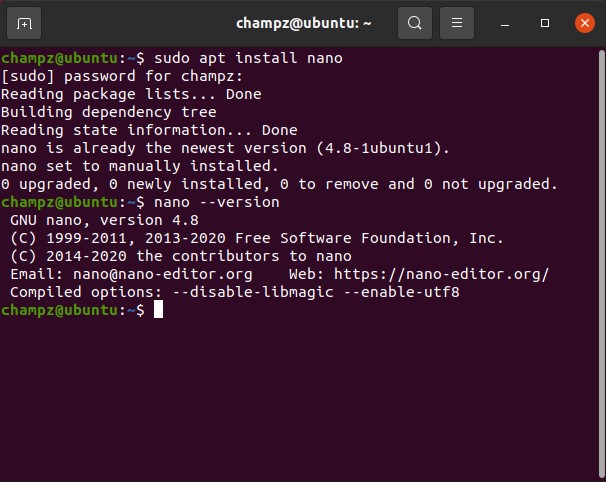 champz@ubuntu: ~
champz@ubuntu:~$ sudo apt install nano
[sudo] password for champz:
Reading package lists... Done
Building dependency tree
Reading state information... Done
nano is already the newest version (4.8-1ubuntu1).
nano set to manually installed.
0 upgraded, 0 newly installed, 0 to remove and 0 not upgraded.
champz@ubuntu:~$ nano --version
 GNU nano, version 4.8
 (C) 1999-2011, 2013-2020 Free Software Foundation, Inc.
 (C) 2014-2020 the contributors to nano
 Email: nano@nano-editor.org    Web: https://nano-editor.org/
 Compiled options: --disable-libmagic --enable-utf8
champz@ubuntu:~$